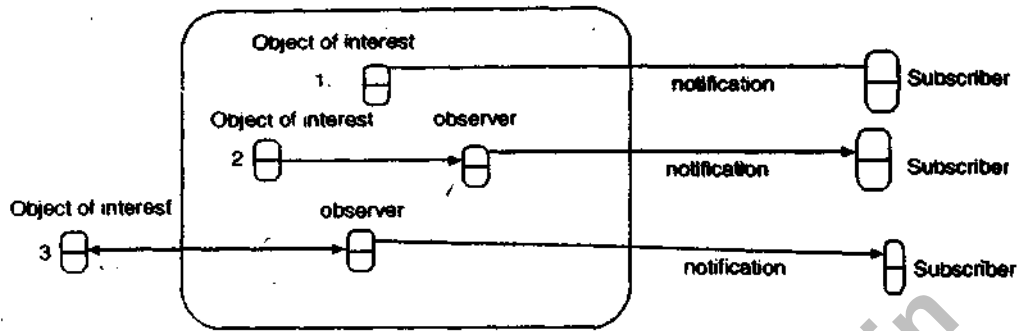 Object of interest
1.
notification
Subscriber
Object of interest
observer
2
notification
Subscriber
Object of interest
observer
3
notification
Subscriber
in